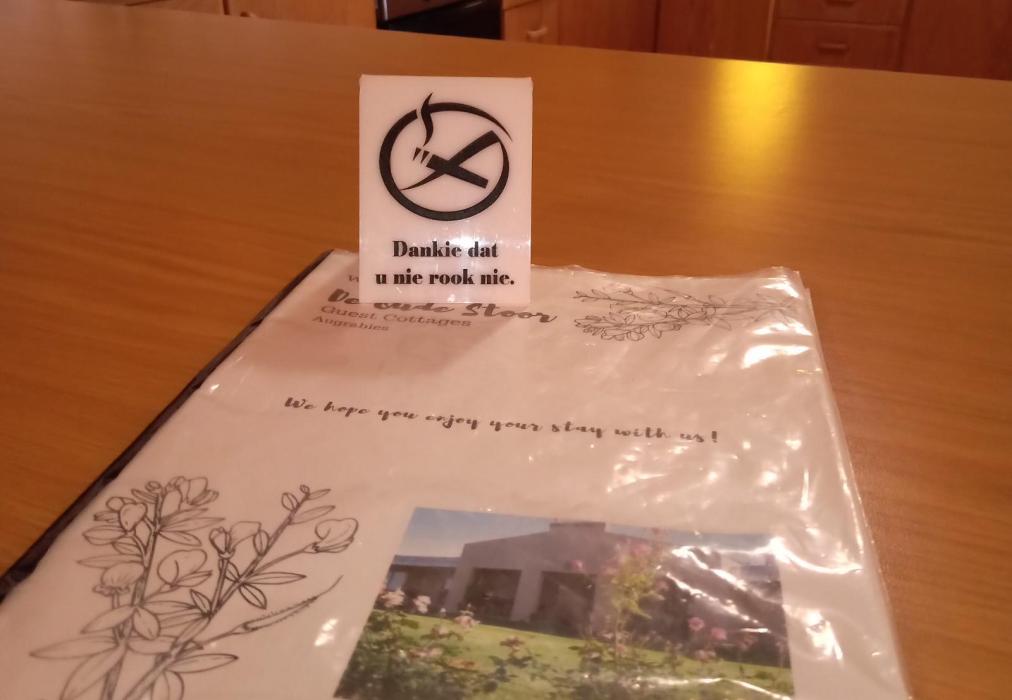 Dankie dat
u nie rook nie.
De Oude Stoor
Guest Cottages
Augrabies
We hope you enjoy your stay with us!